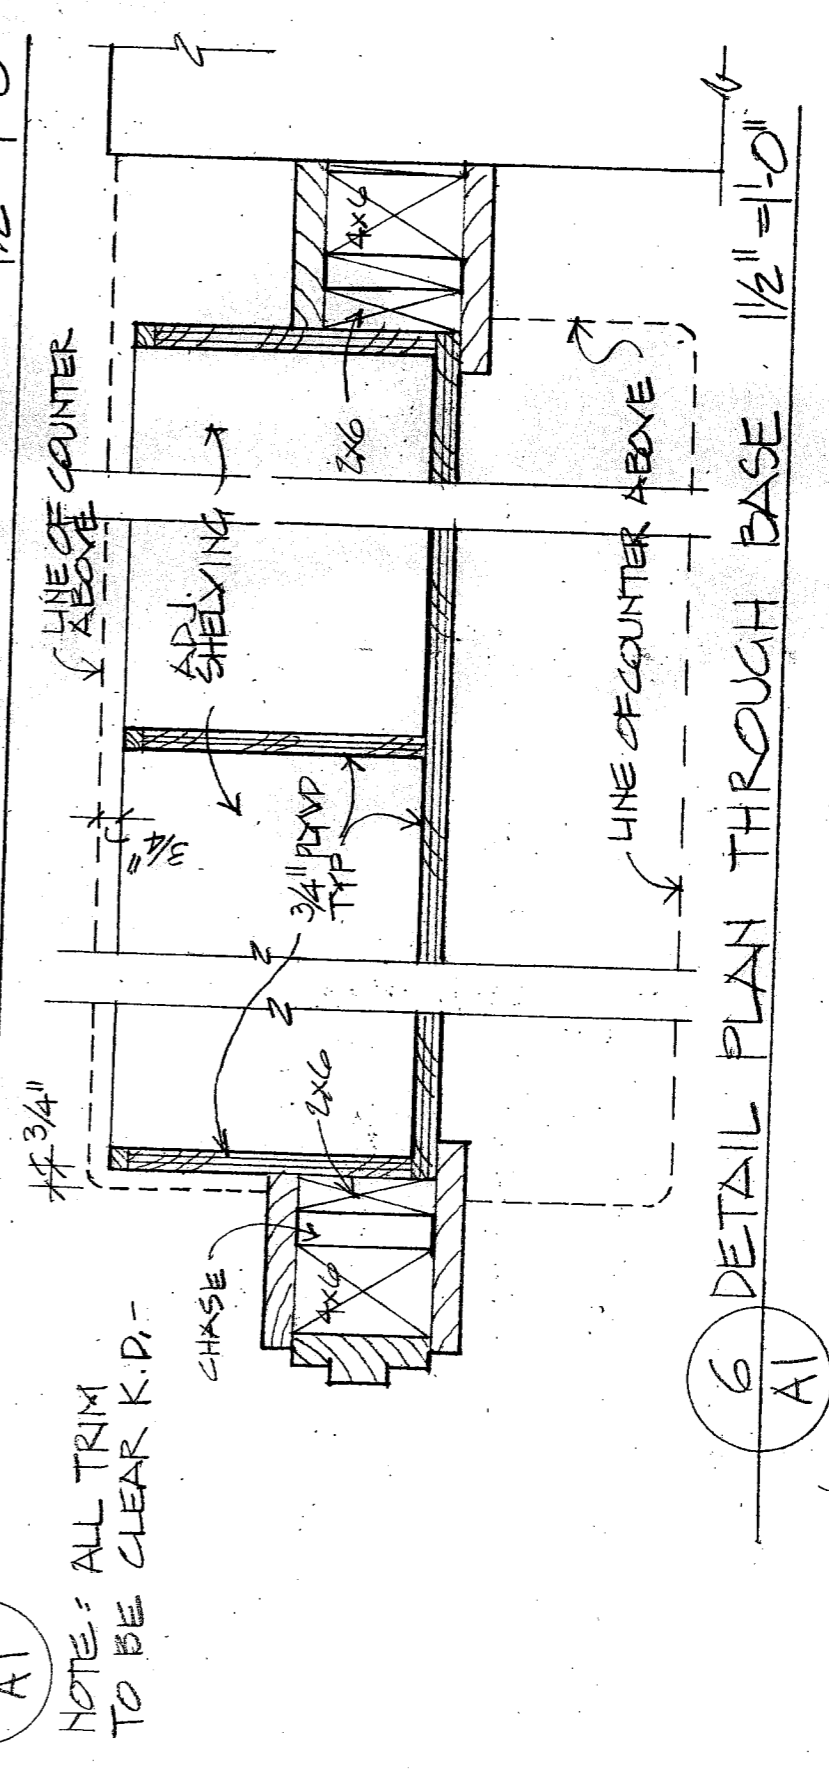 LINE OF COUNTER
ABOVE
3/4"
ADJ.
SHELVING
3/4"
3/4" PLYWD
TYP
2x6
4x6
2x6
4x6
CHASE
LINE OF COUNTER ABOVE
NOTE: ALL TRIM
TO BE CLEAR K.D.-
A1
6
A1
DETAIL PLAN THROUGH BASE 1½" = 1'-0"